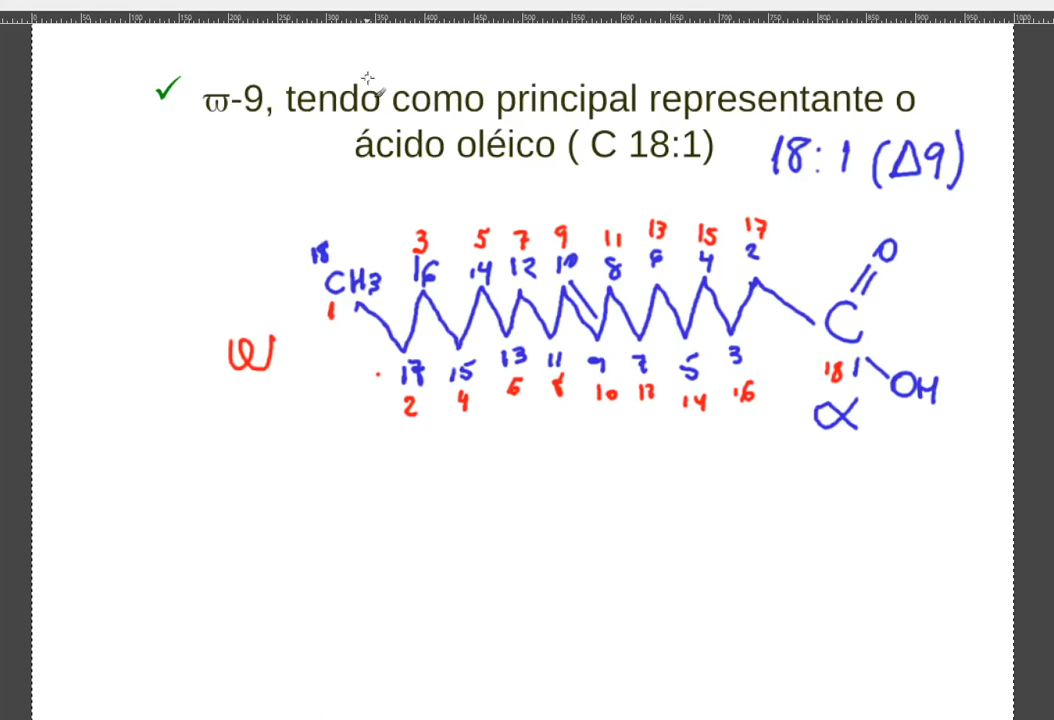 ✓ ϖ-9, tendo como principal representante o
ácido oléico ( C 18:1)
18:1 (Δ9)
3 5 7 9 11 13 15 17
18 16 14 12 10 8 6 4 2
CH3
O
C
1
ω
17 15 13 11 9 7 5 3
18 1
OH
2 4 6 8 10 12 14 16
α